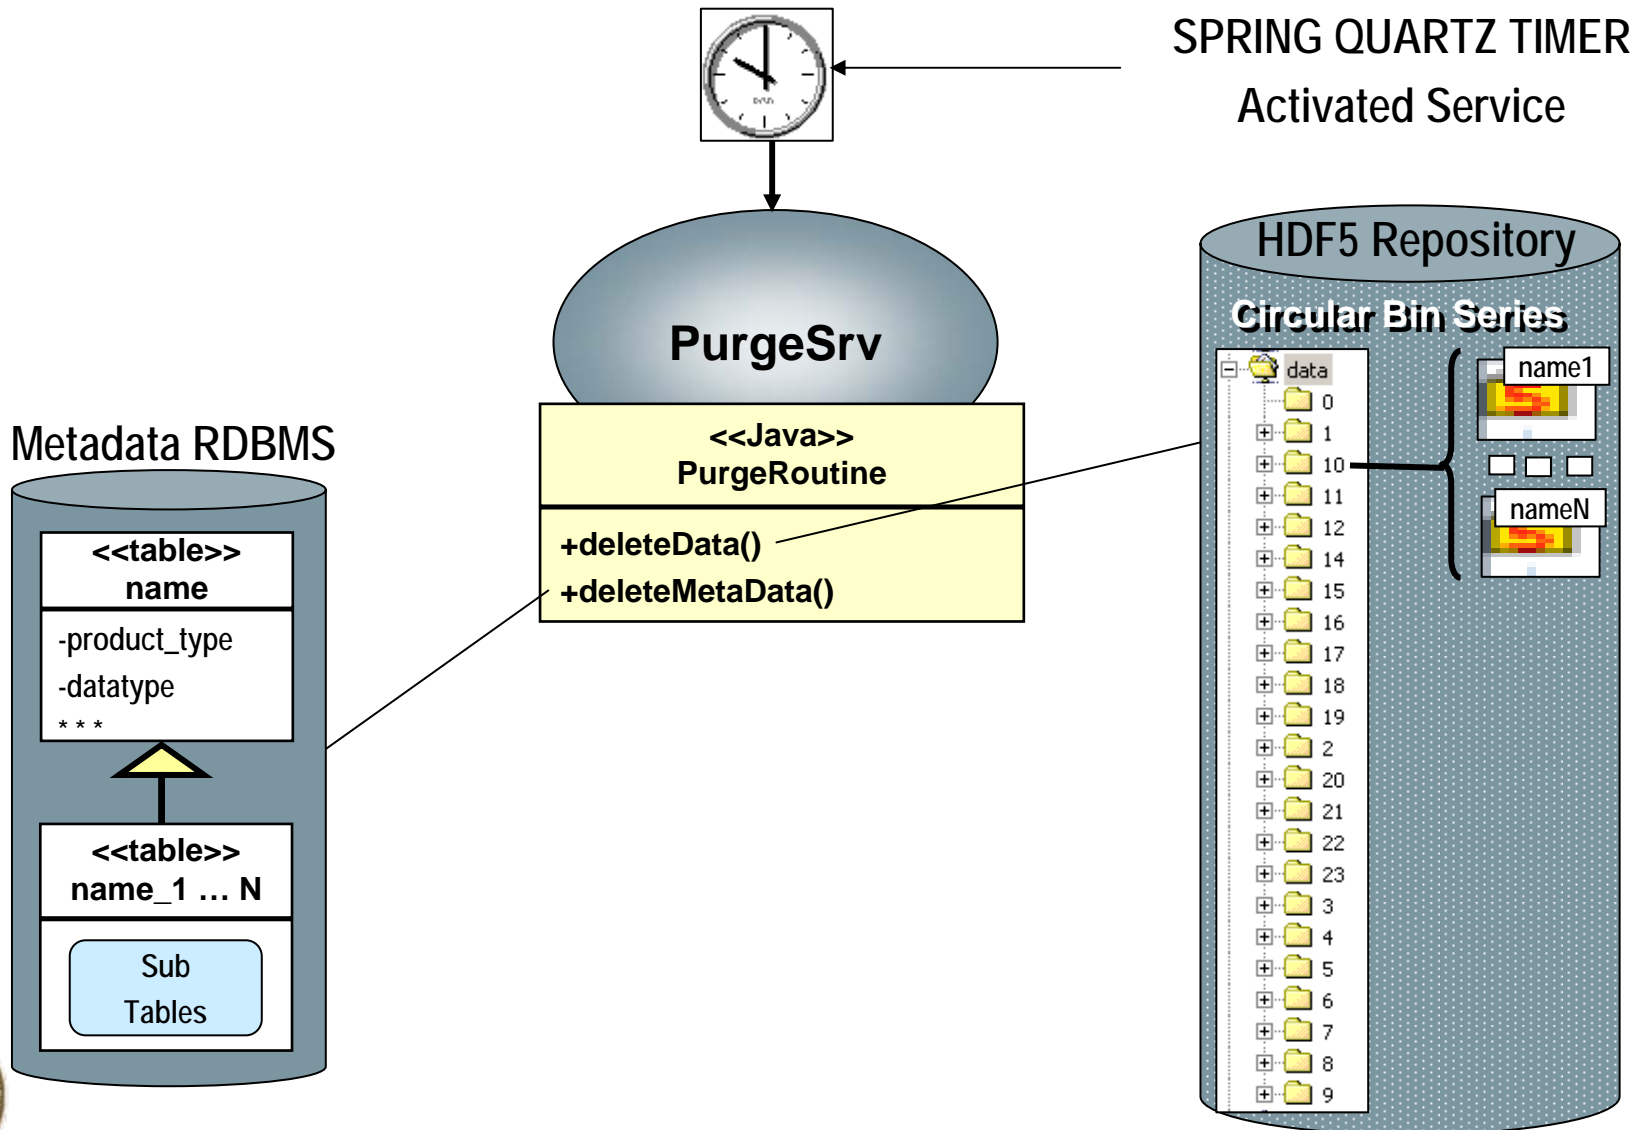 SPRING QUARTZ TIMER
Activated Service
PurgeSrv
<<Java>>
PurgeRoutine
+deleteData()
+deleteMetaData()
Metadata RDBMS
<<table>>
name
-product_type
-datatype
* * *
<<table>>
name_1 … N
Sub
Tables
HDF5 Repository
Circular Bin Series
data
0
1
10
11
12
14
15
16
17
18
19
2
20
21
22
23
3
4
5
6
7
8
9
name1
nameN